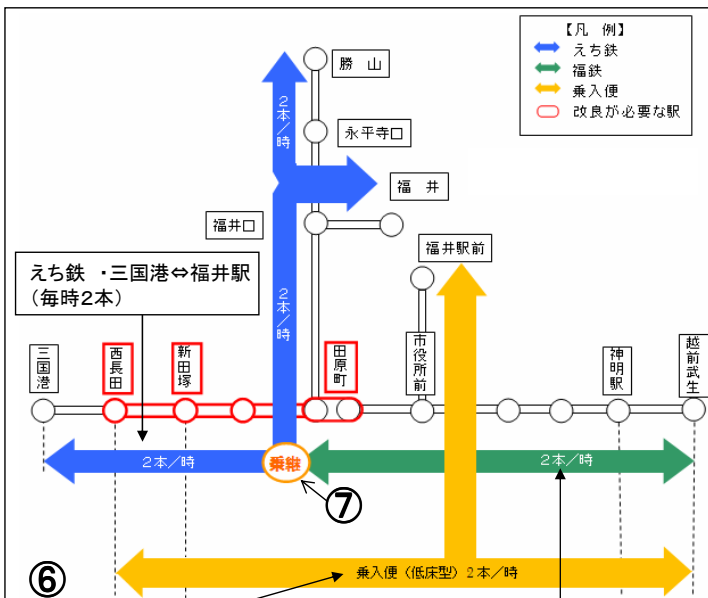 【凡 例】
えち鉄
福鉄
乗入便
改良が必要な駅
勝 山
永平寺口
福 井
福井口
福井駅前
2本/時
2本/時
えち鉄 ・三国港⇔福井駅
(毎時2本)
三国港
西長田
新田塚
田原町
市役所前
神明駅
越前武生
2本/時
乗継
2本/時
⑦
⑥
乗入便(低床型)2本/時